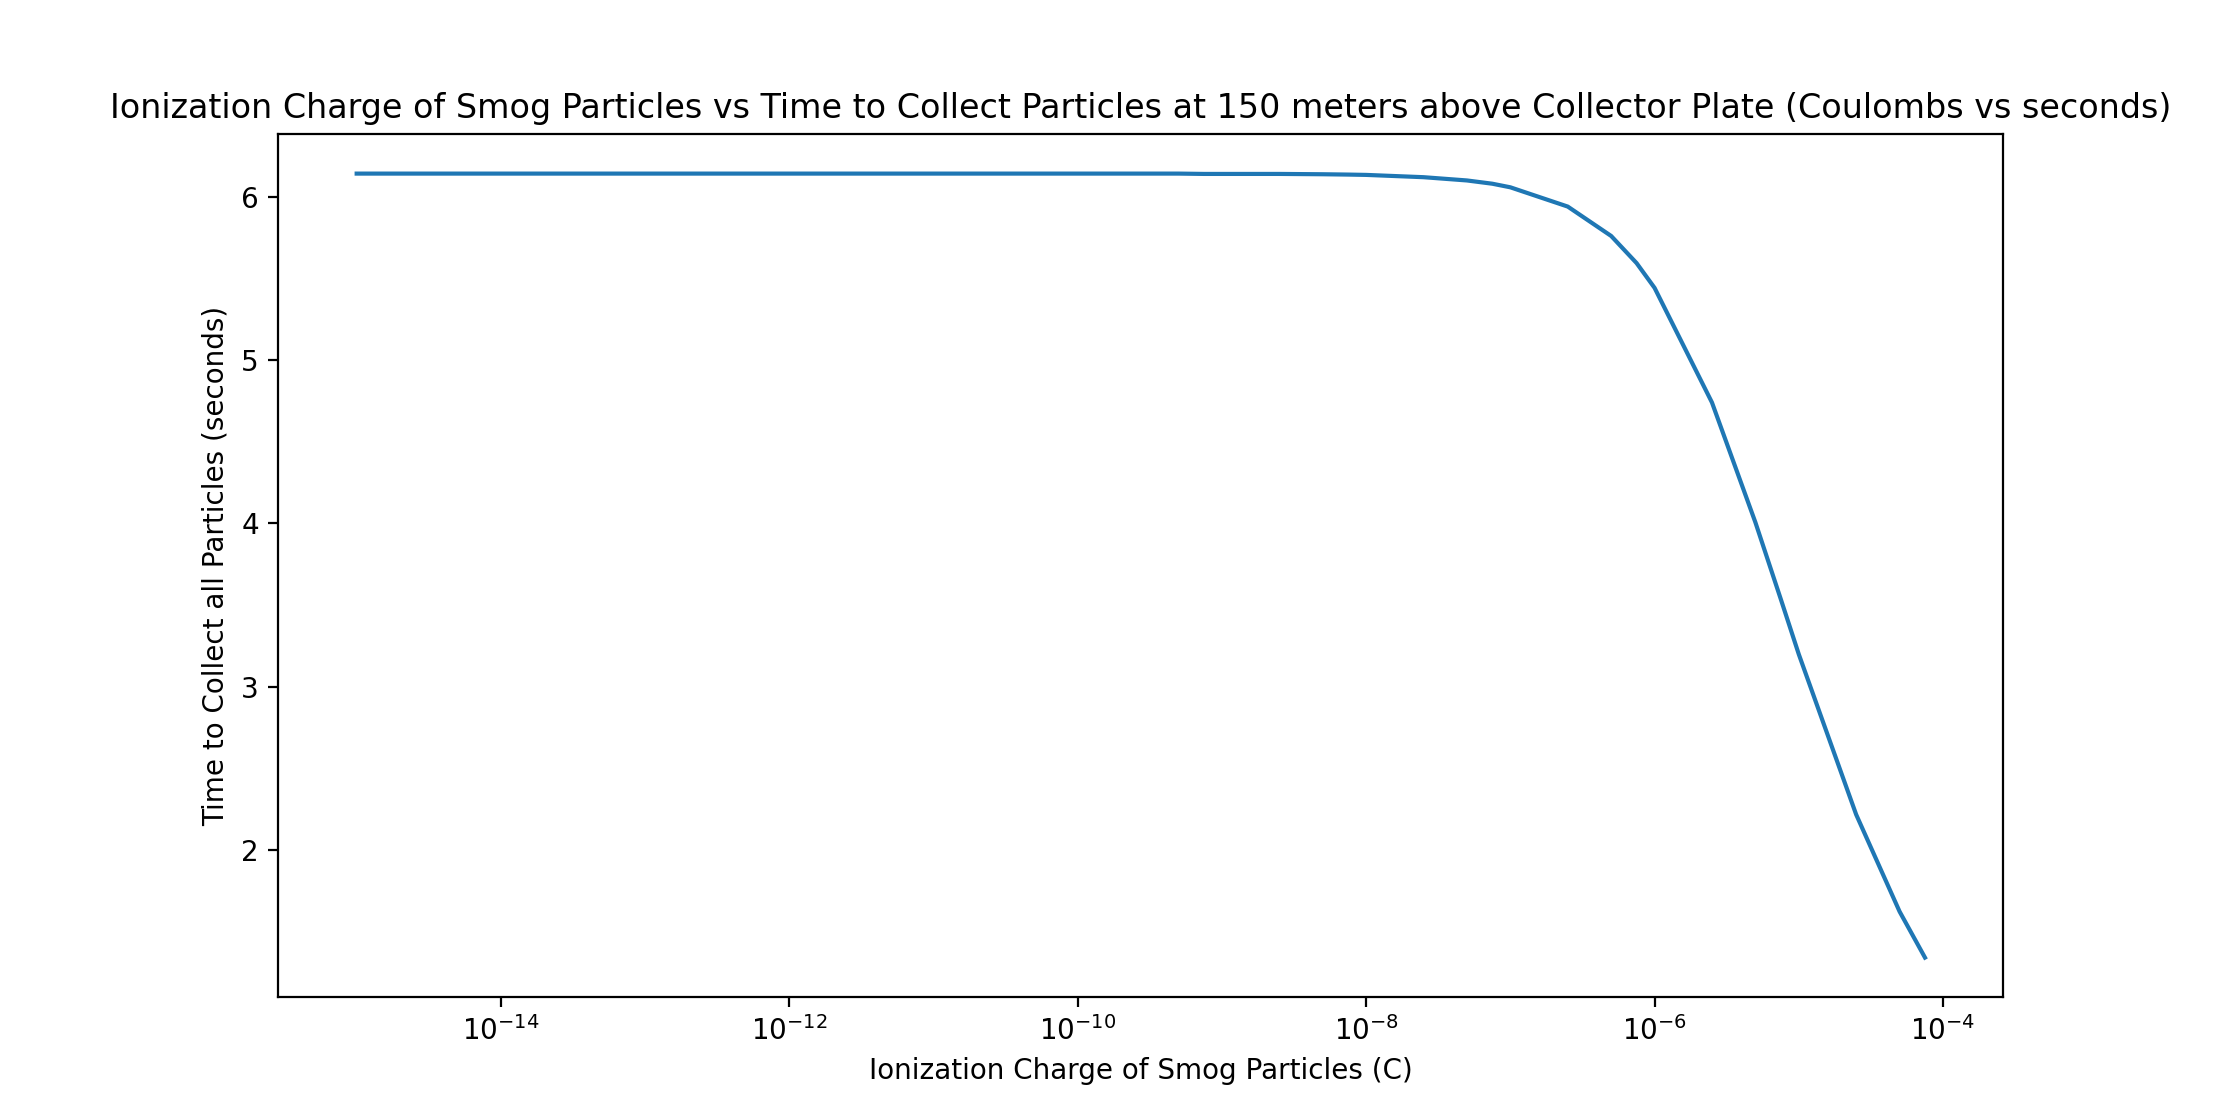 Ionization Charge of Smog Particles vs Time to Collect Particles at 150 meters above Collector Plate (Coulombs vs seconds)
Time to Collect all Particles (seconds)
6
5
4
3
2
10⁻¹⁴ 10⁻¹² 10⁻¹⁰ 10⁻⁸ 10⁻⁶ 10⁻⁴
Ionization Charge of Smog Particles (C)